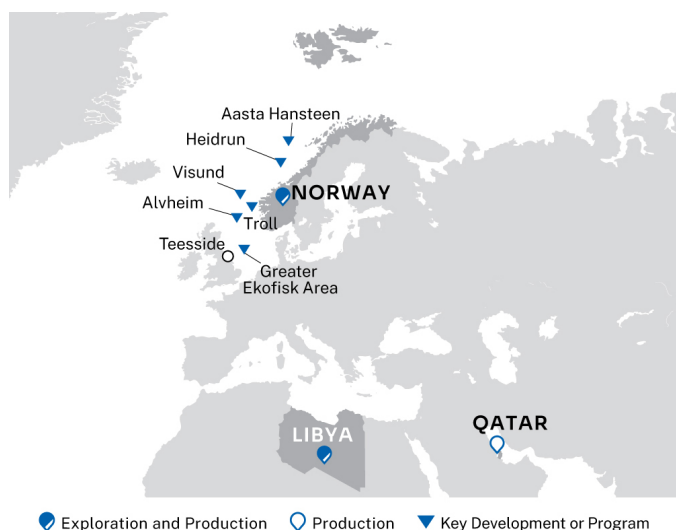 Aasta Hansteen
Heidrun
Visund
NORWAY
Alvheim
Troll
Teesside
Greater
Ekofisk Area
QATAR
LIBYA
Exploration and Production
Production
Key Development or Program